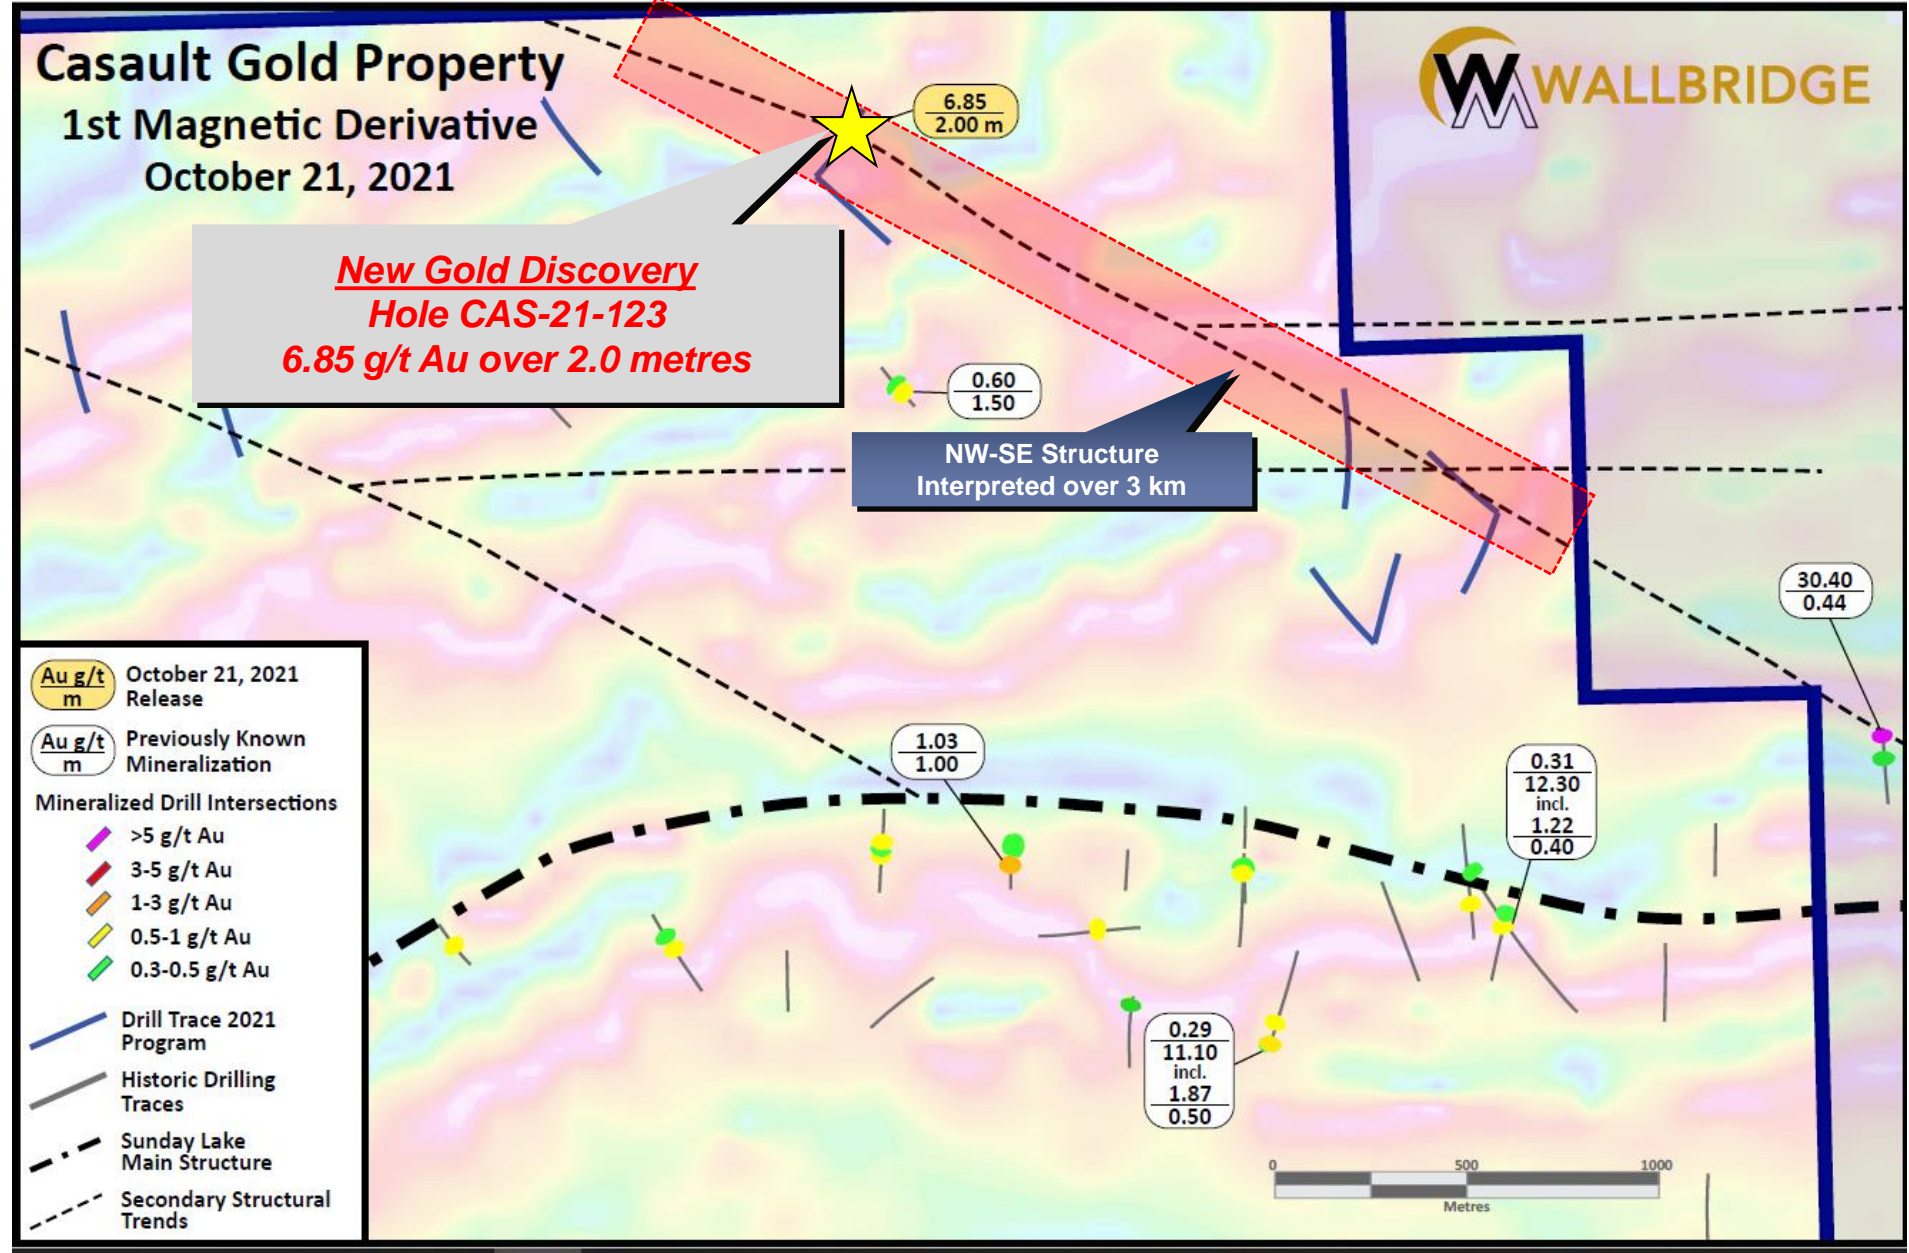 Casault Gold Property
1st Magnetic Derivative
October 21, 2021
WALLBRIDGE
6.85
2.00 m
New Gold Discovery
Hole CAS-21-123
6.85 g/t Au over 2.0 metres
0.60
1.50
NW-SE Structure
Interpreted over 3 km
30.40
0.44
1.03
1.00
0.31
12.30
incl.
1.22
0.40
0.29
11.10
incl.
1.87
0.50
Au g/t
m
October 21, 2021
Release
Au g/t
m
Previously Known
Mineralization
Mineralized Drill Intersections
>5 g/t Au
3-5 g/t Au
1-3 g/t Au
0.5-1 g/t Au
0.3-0.5 g/t Au
Drill Trace 2021
Program
Historic Drilling
Traces
Sunday Lake
Main Structure
Secondary Structural
Trends
0 500 1000
Metres